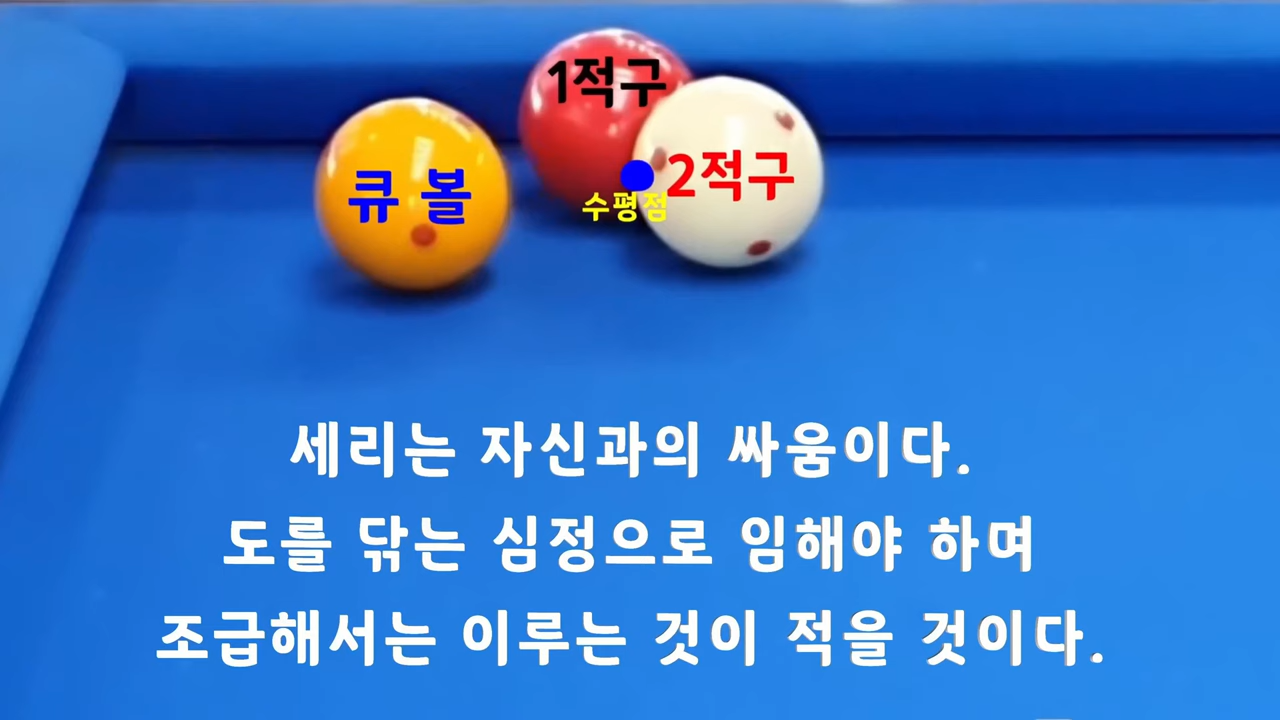 1적구
큐 볼
2적구
수평점
세리는 자신과의 싸움이다.
도를 닦는 심정으로 임해야 하며
조급해서는 이루는 것이 적을 것이다.